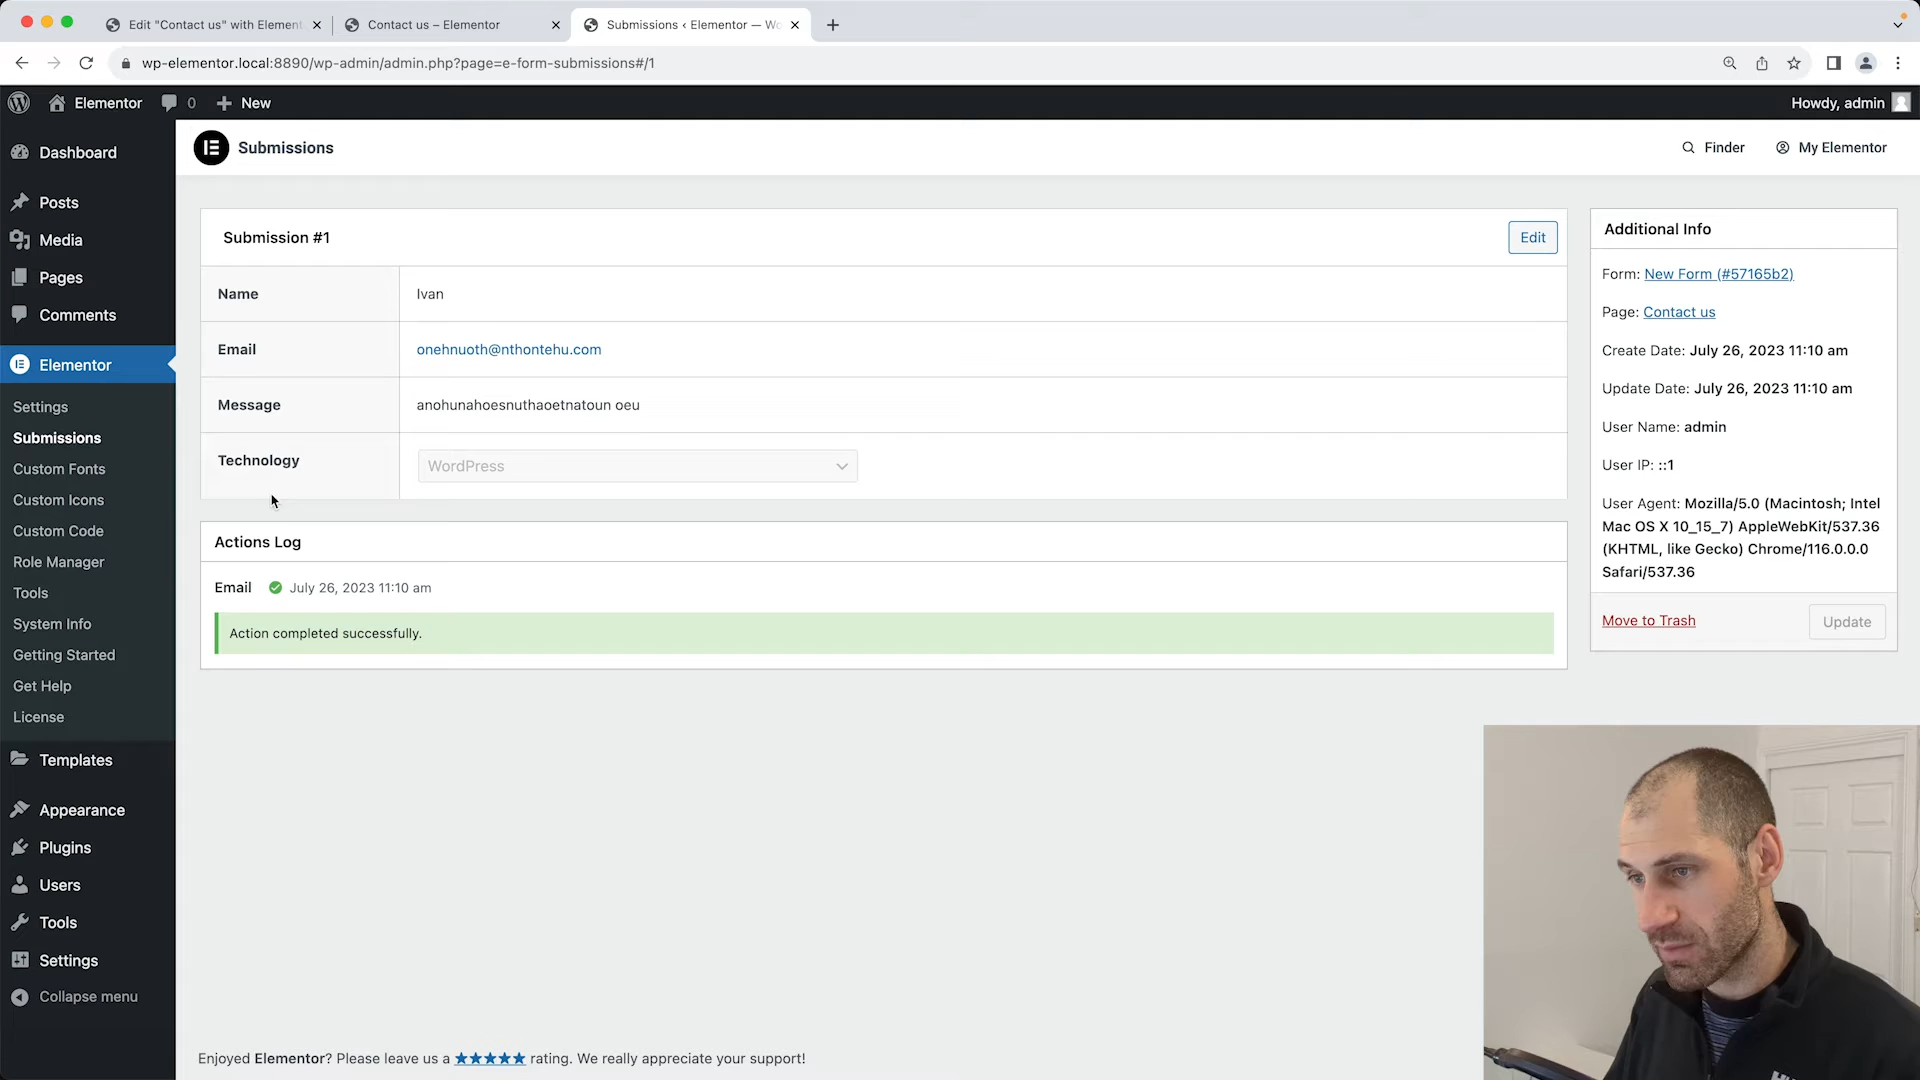 Edit "Contact us" with Element
Contact us – Elementor
Submissions ‹ Elementor — Wo
wp-elementor.local:8890/wp-admin/admin.php?page=e-form-submissions#/1
Elementor
0
New
Howdy, admin
Dashboard
Posts
Media
Pages
Comments
Elementor
Settings
Submissions
Custom Fonts
Custom Icons
Custom Code
Role Manager
Tools
System Info
Getting Started
Get Help
License
Templates
Appearance
Plugins
Users
Tools
Settings
Collapse menu
Submissions
Finder
My Elementor
Submission #1
Edit
Name
Ivan
Email
onehnuoth@nthontehu.com
Message
anohunahoesnuthaoetnatoun oeu
Technology
WordPress
Actions Log
Email
July 26, 2023 11:10 am
Action completed successfully.
Additional Info
Form: New Form (#57165b2)
Page: Contact us
Create Date: July 26, 2023 11:10 am
Update Date: July 26, 2023 11:10 am
User Name: admin
User IP: ::1
User Agent: Mozilla/5.0 (Macintosh; Intel
Mac OS X 10_15_7) AppleWebKit/537.36
(KHTML, like Gecko) Chrome/116.0.0.0
Safari/537.36
Move to Trash
Update
Enjoyed Elementor? Please leave us a ★★★★★ rating. We really appreciate your support!